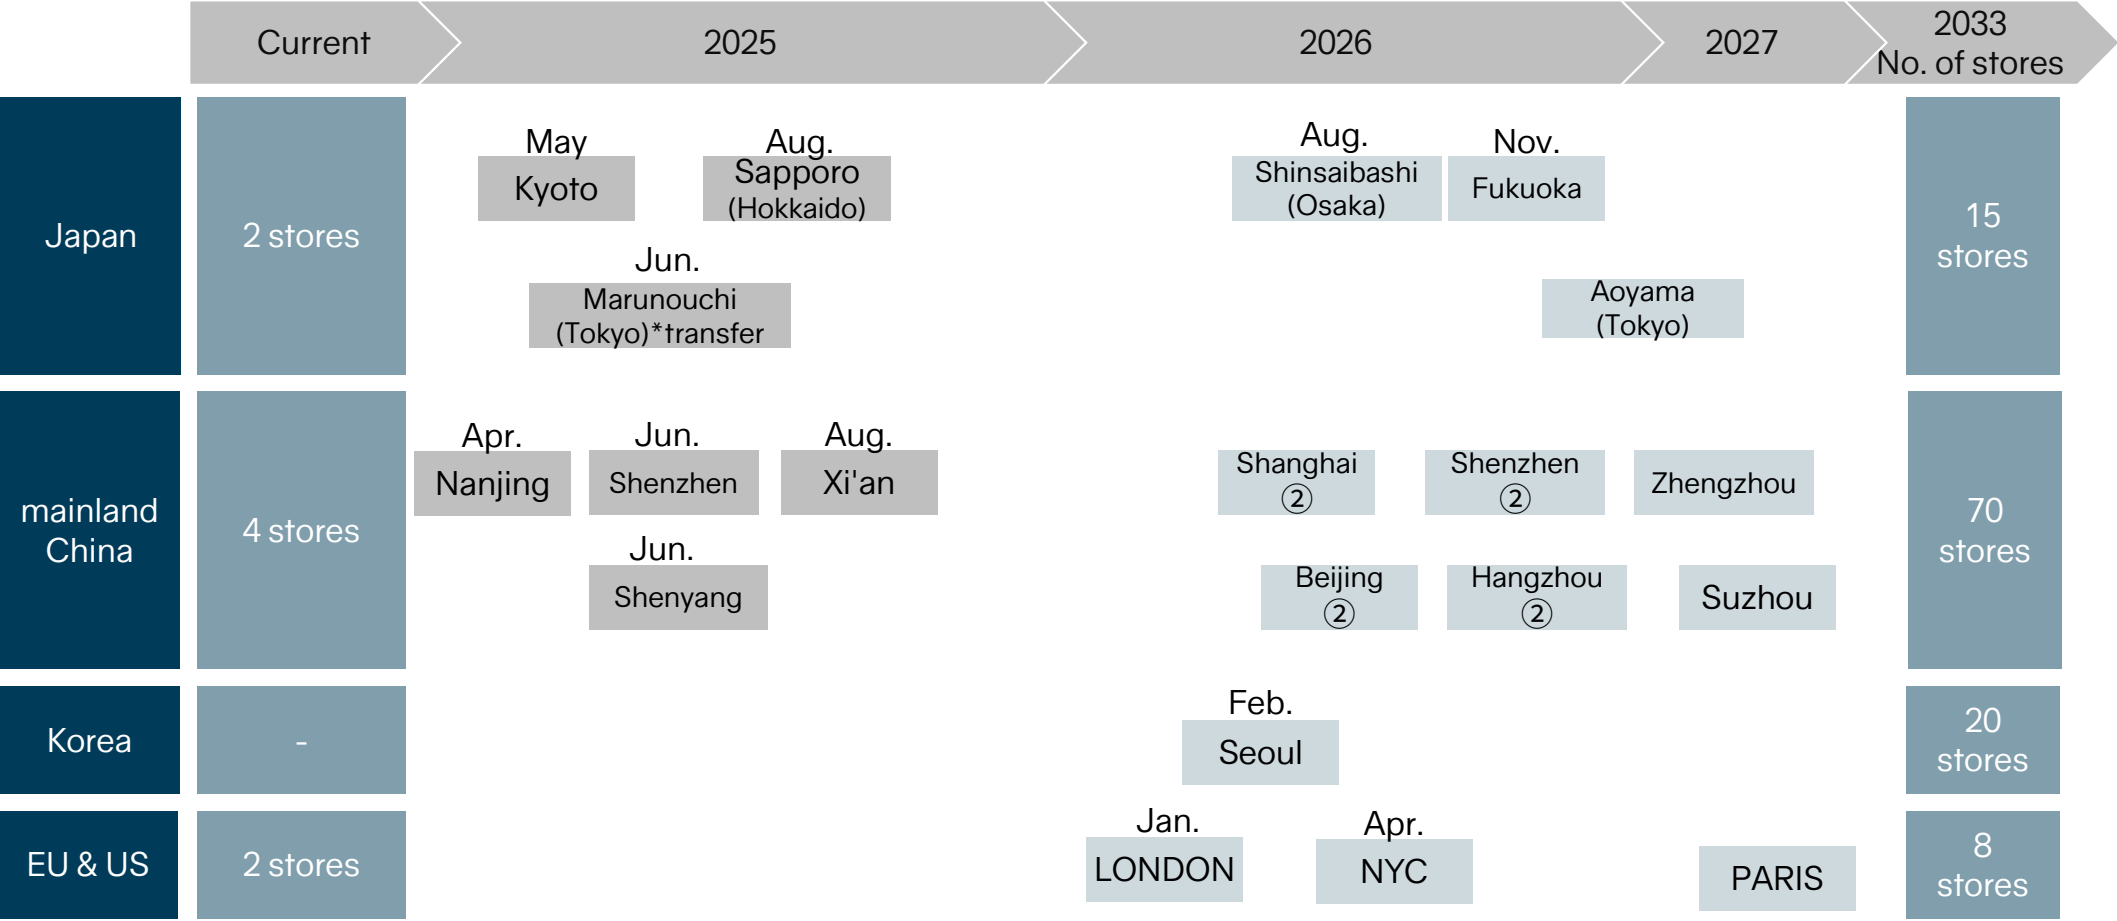 Current
2025
2026
2027
2033
No. of stores
Japan
2 stores
May
Kyoto
Aug.
Sapporo
(Hokkaido)
Jun.
Marunouchi
(Tokyo)*transfer
Aug.
Shinsaibashi
(Osaka)
Nov.
Fukuoka
Aoyama
(Tokyo)
15
stores
mainland
China
4 stores
Apr.
Nanjing
Jun.
Shenzhen
Aug.
Xi'an
Jun.
Shenyang
Shanghai
②
Shenzhen
②
Zhengzhou
Beijing
②
Hangzhou
②
Suzhou
70
stores
Korea
-
Feb.
Seoul
20
stores
EU & US
2 stores
Jan.
LONDON
Apr.
NYC
PARIS
8
stores